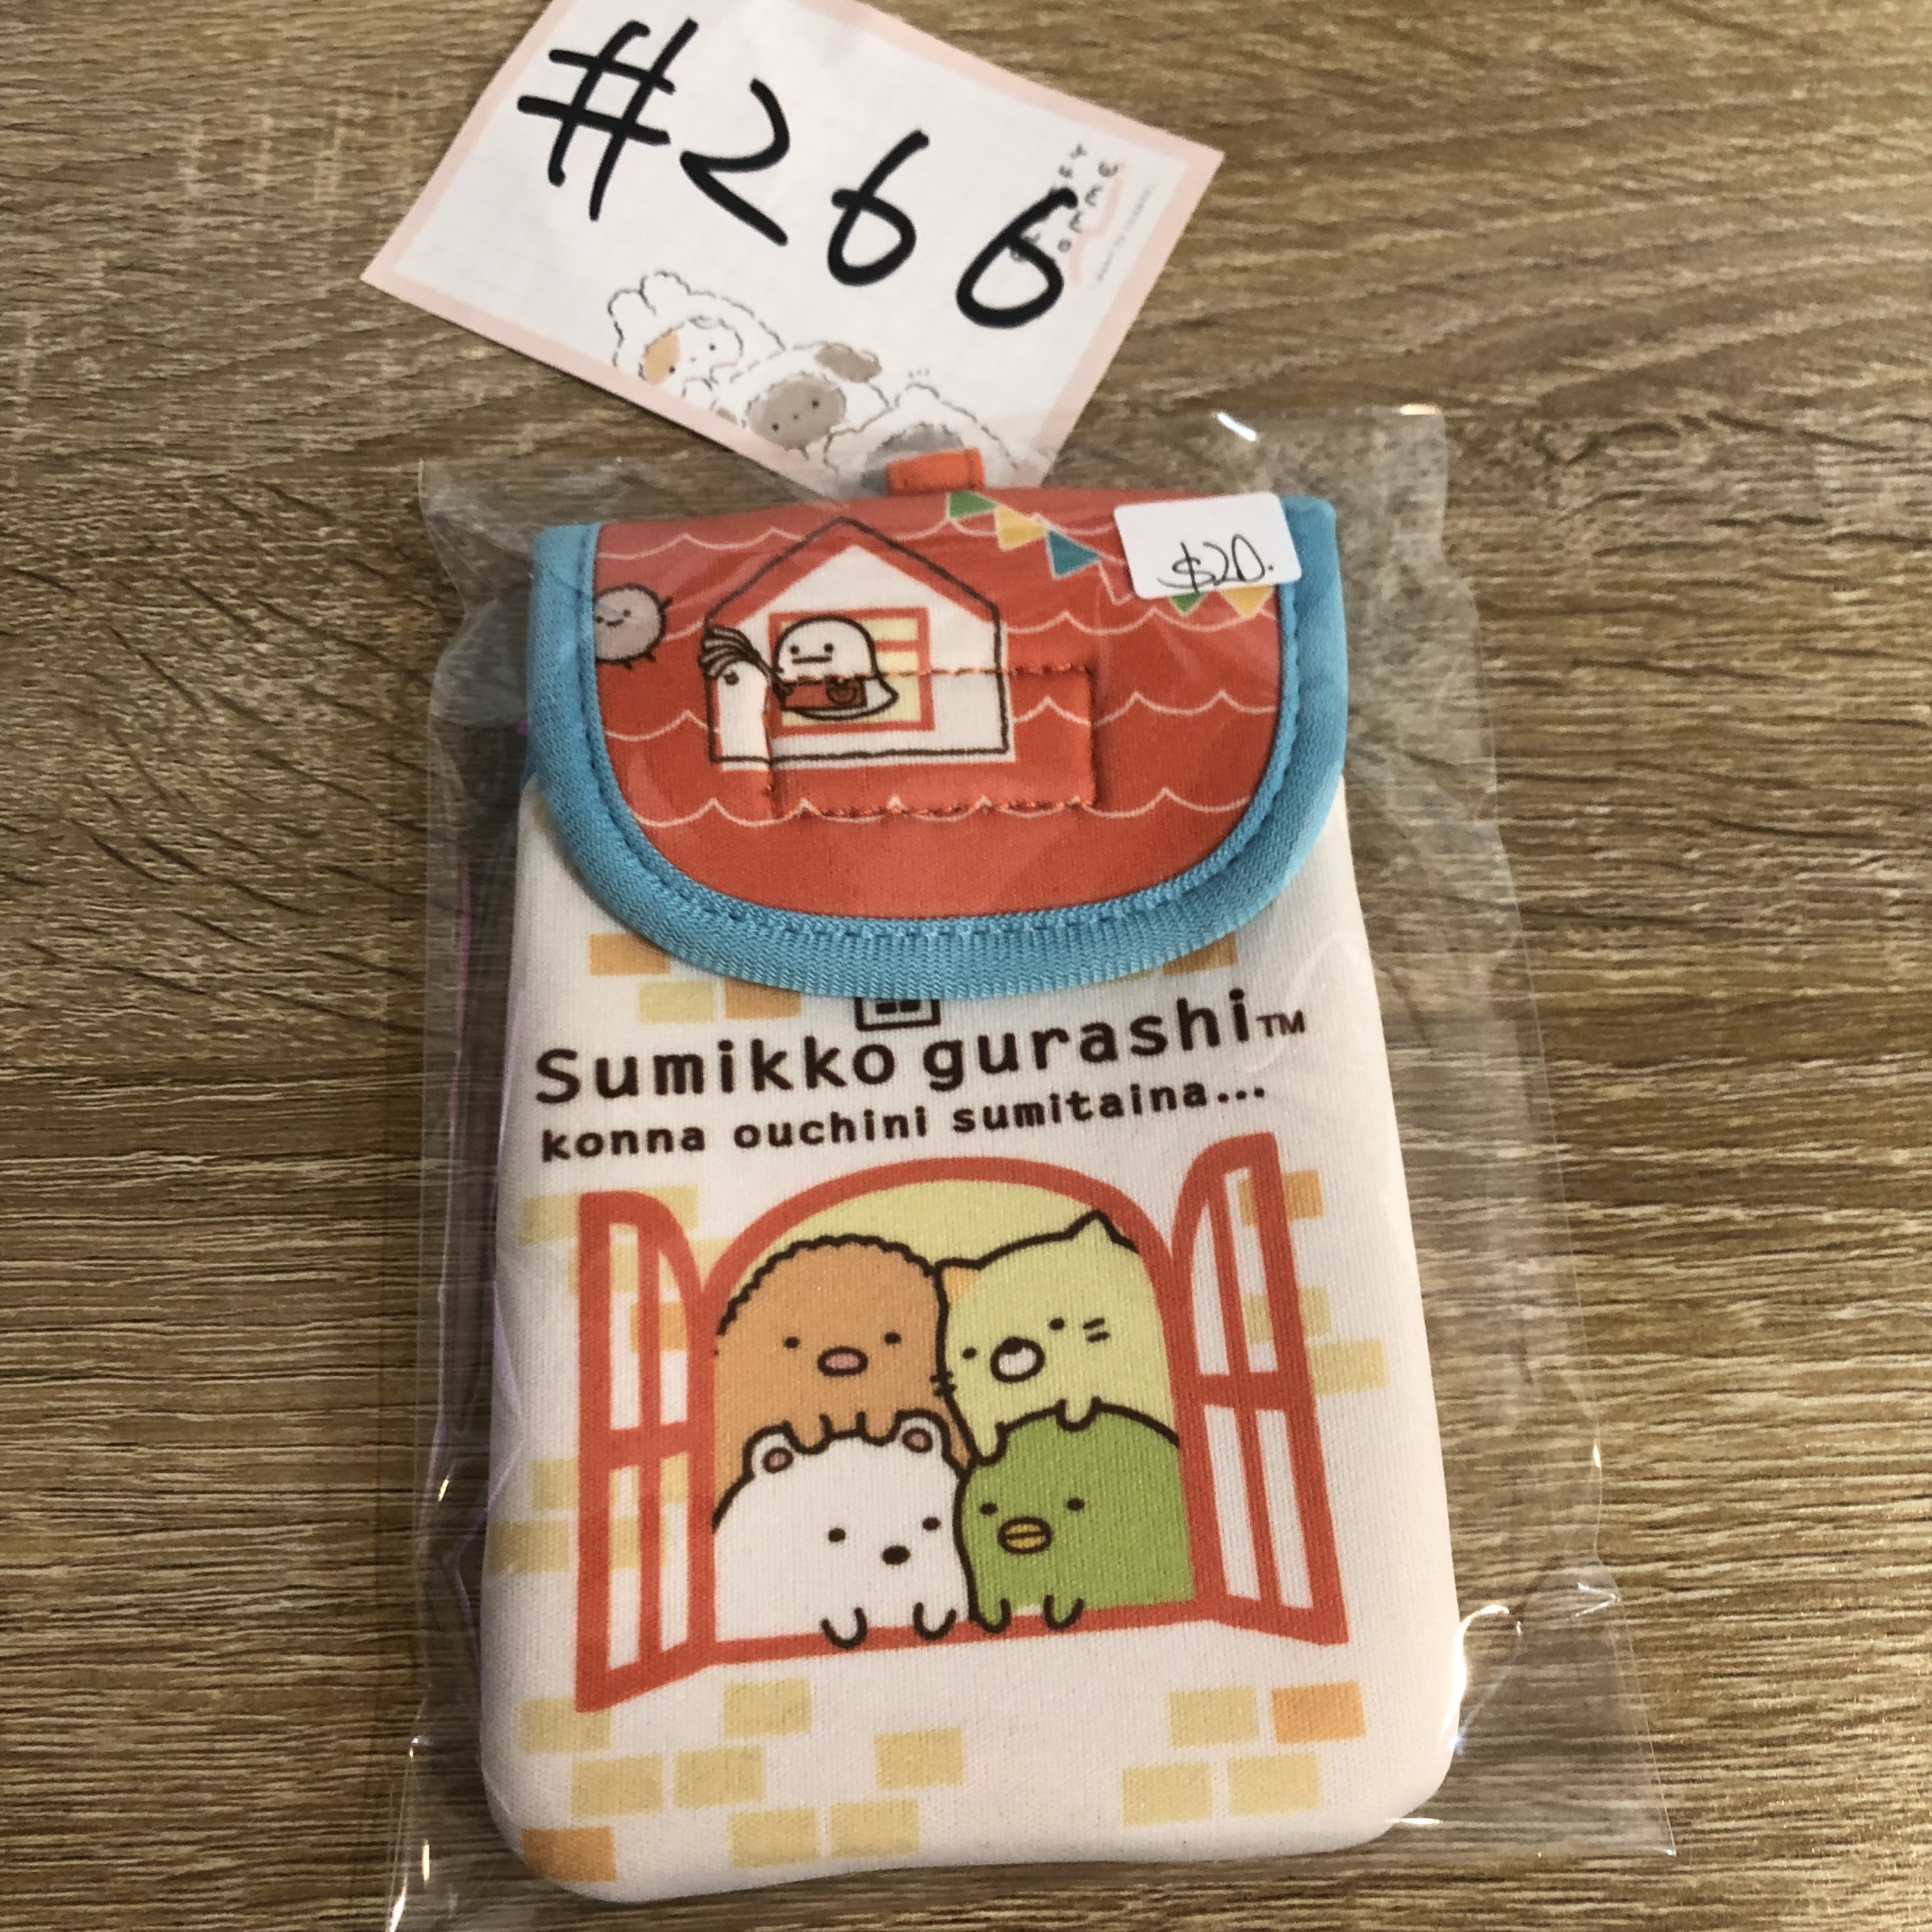 #266
$20.
Sumikko gurashi™
konna ouchini sumitaina...